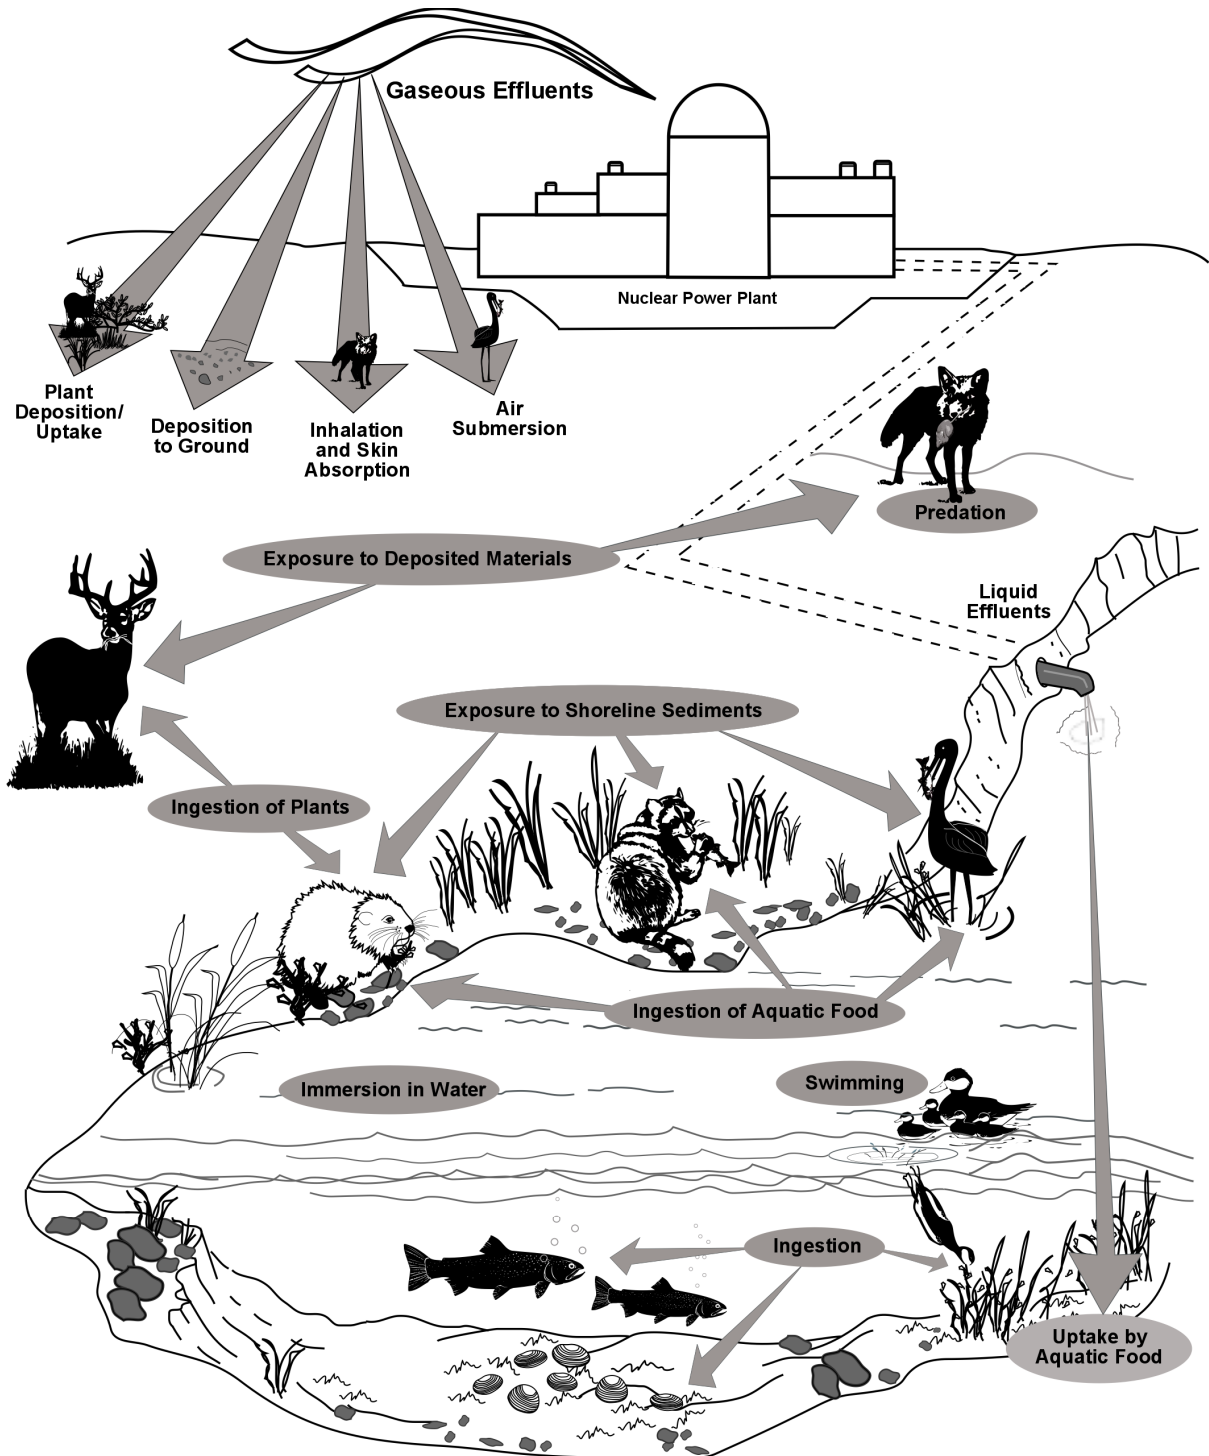 Gaseous Effluents
Nuclear Power Plant
Plant
Deposition/
Uptake
Deposition
to Ground
Inhalation
and Skin
Absorption
Air
Submersion
Predation
Exposure to Deposited Materials
Liquid
Effluents
Exposure to Shoreline Sediments
Ingestion of Plants
Ingestion of Aquatic Food
Immersion in Water
Swimming
Ingestion
Uptake by
Aquatic Food